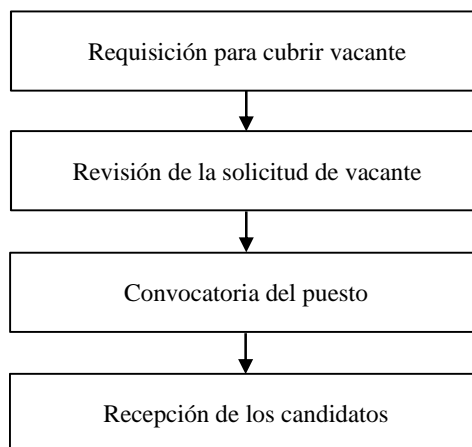 Requisición para cubrir vacante
Revisión de la solicitud de vacante
Convocatoria del puesto
Recepción de los candidatos